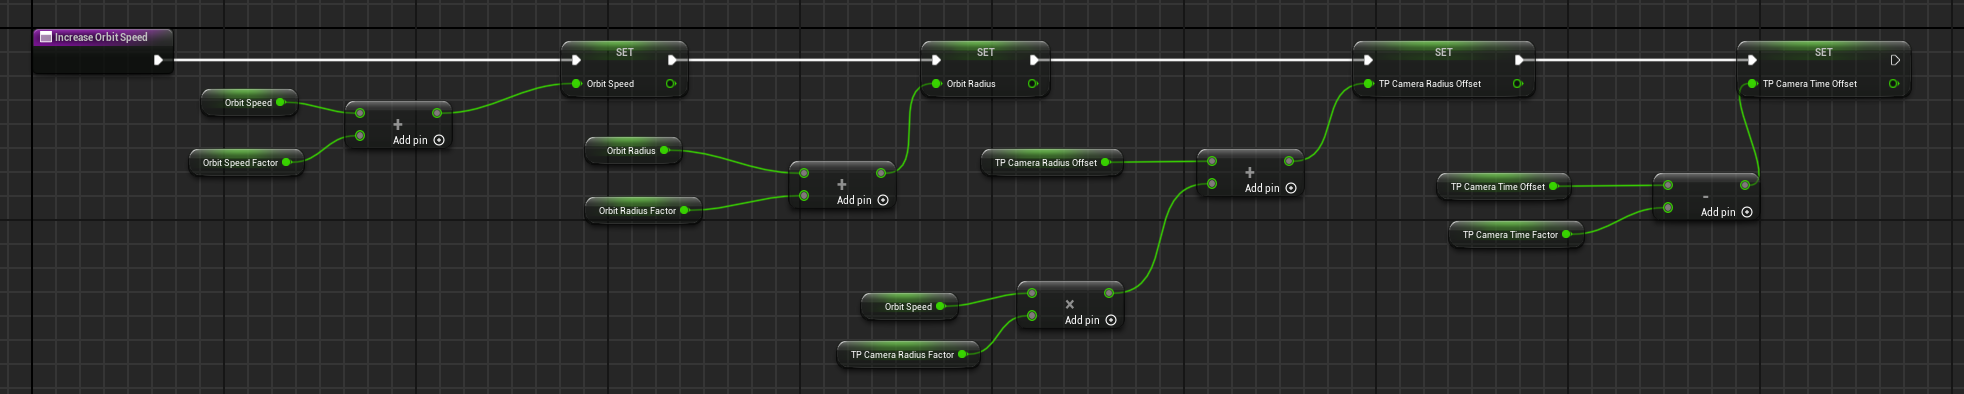 Increase Orbit Speed
SET
Orbit Speed
SET
Orbit Radius
SET
TP Camera Radius Offset
SET
TP Camera Time Offset
Orbit Speed
Orbit Speed Factor
+
Add pin
Orbit Radius
Orbit Radius Factor
+
Add pin
TP Camera Radius Offset
+
Add pin
Orbit Speed
TP Camera Radius Factor
×
Add pin
TP Camera Time Offset
TP Camera Time Factor
-
Add pin